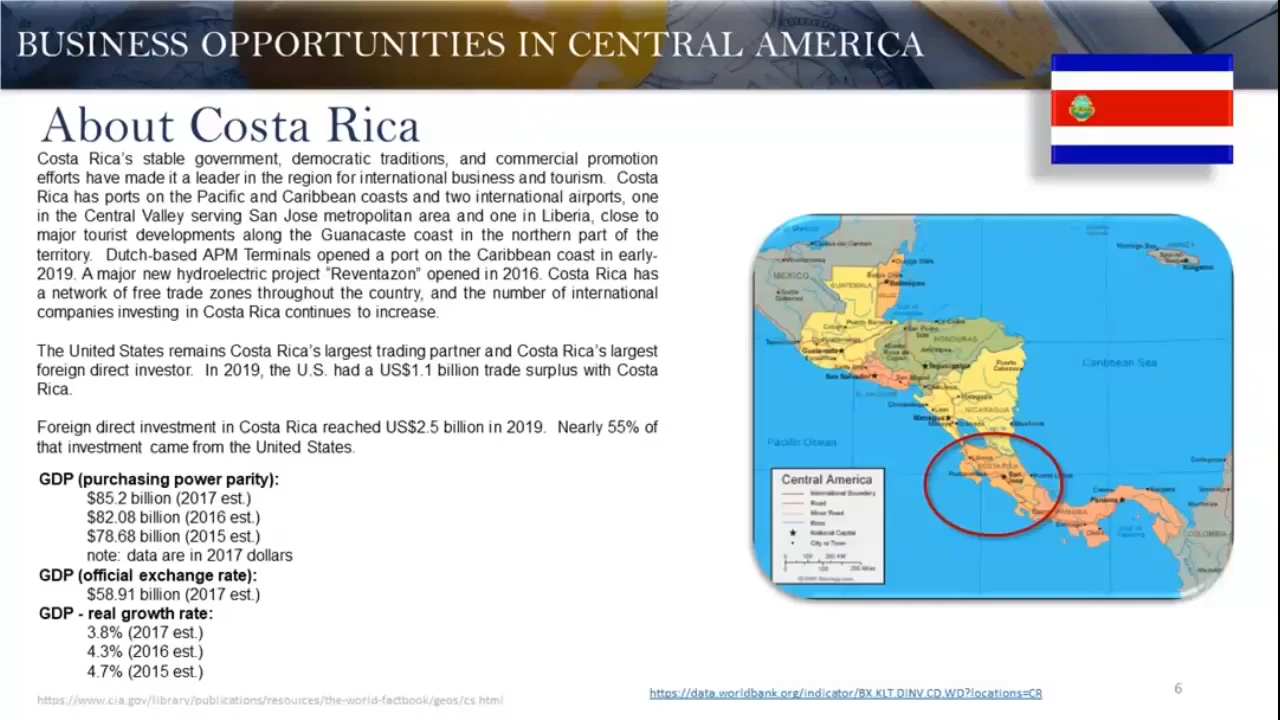 BUSINESS OPPORTUNITIES IN CENTRAL AMERICA
About Costa Rica
Costa Rica's stable government, democratic traditions, and commercial promotion
efforts have made it a leader in the region for international business and tourism. Costa
Rica has ports on the Pacific and Caribbean coasts and two international airports, one
in the Central Valley serving San Jose metropolitan area and one in Liberia, close to
major tourist developments along the Guanacaste coast in the northern part of the
territory. Dutch-based APM Terminals opened a port on the Caribbean coast in early-
2019. A major new hydroelectric project "Reventazon" opened in 2016. Costa Rica has
a network of free trade zones throughout the country, and the number of international
companies investing in Costa Rica continues to increase.
The United States remains Costa Rica's largest trading partner and Costa Rica's largest
foreign direct investor. In 2019, the U.S. had a US$1.1 billion trade surplus with Costa
Rica.
Foreign direct investment in Costa Rica reached US$2.5 billion in 2019. Nearly 55% of
that investment came from the United States.
GDP (purchasing power parity):
$85.2 billion (2017 est.)
$82.08 billion (2016 est.)
$78.68 billion (2015 est.)
note: data are in 2017 dollars
GDP (official exchange rate):
$58.91 billion (2017 est.)
GDP - real growth rate:
3.8% (2017 est.)
4.3% (2016 est.)
4.7% (2015 est.)
https://www.cia.gov/library/publications/resources/the-world-factbook/geos/cs.html
https://data.worldbank.org/indicator/BX.KLT.DINV.CD.WD?locations=CR
6
MEXICO
GUATEMALA
Belmopan
Kingston
HONDURAS
Tegucigalpa
San Salvador
EL SALVADOR
NICARAGUA
Managua
Caribbean Sea
Pacific Ocean
COSTA RICA
San Jose
Panama
PANAMA
COLOMBIA
Central America
International Boundary
Road
Minor Road
River
National Capital
City or Town